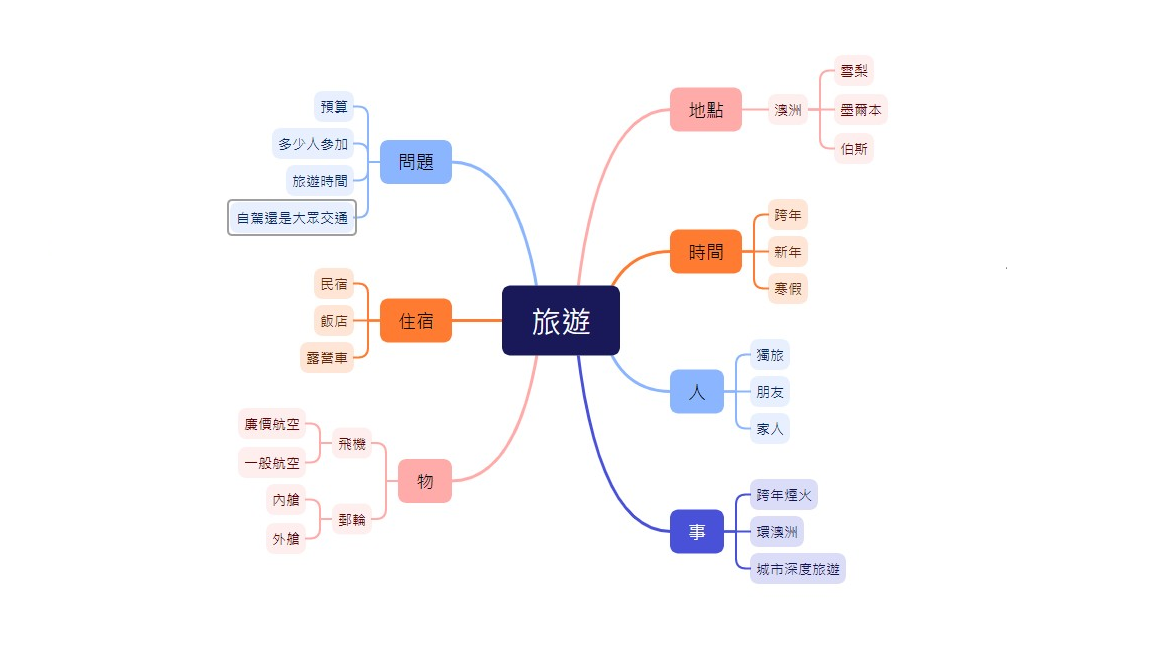 旅遊
地點
澳洲
雪梨
墨爾本
伯斯
時間
跨年
新年
寒假
人
獨旅
朋友
家人
事
跨年煙火
環澳洲
城市深度旅遊
問題
預算
多少人參加
旅遊時間
自駕還是大眾交通
住宿
民宿
飯店
露營車
物
飛機
廉價航空
一般航空
郵輪
內艙
外艙